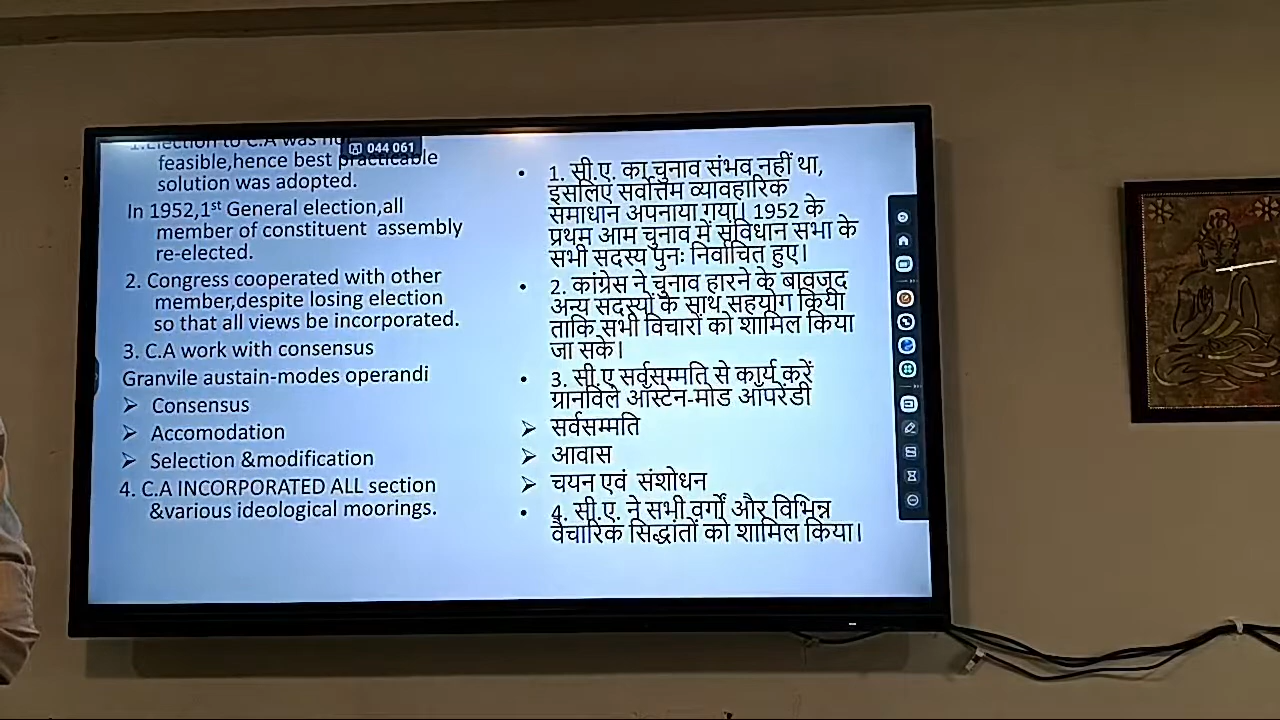 1.Election to C.A was
feasible,hence best practicable
solution was adopted.
In 1952,1st General election,all
member of constituent assembly
re-elected.
2. Congress cooperated with other
member,despite losing election
so that all views be incorporated.
3. C.A work with consensus
Granvile austain-modes operandi
➢ Consensus
➢ Accomodation
➢ Selection &modification
4. C.A INCORPORATED ALL section
&various ideological moorings.
044 061
• 1. सी.ए. का चुनाव संभव नहीं था,
इसलिए सर्वोत्तम व्यावहारिक
समाधान अपनाया गया। 1952 के
प्रथम आम चुनाव में संविधान सभा के
सभी सदस्य पुनः निर्वाचित हुए।
• 2. कांग्रेस ने चुनाव हारने के बावजूद
अन्य सदस्यों के साथ सहयोग किया
ताकि सभी विचारों को शामिल किया
जा सके।
• 3. सी.ए सर्वसम्मति से कार्य करें
ग्रानविले ऑस्टेन-मोड ऑपरेंडी
➢ सर्वसम्मति
➢ आवास
➢ चयन एवं संशोधन
• 4. सी.ए. ने सभी वर्गों और विभिन्न
वैचारिक सिद्धांतों को शामिल किया।